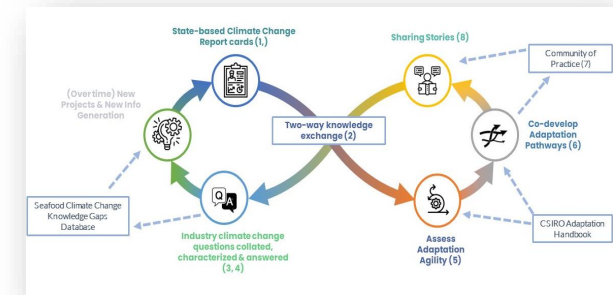 State-based Climate Change
Report cards (1,)
Sharing Stories (8)
Community of
Practice (7)
(Over time) New
Projects & New Info
Generation
Two-way knowledge
exchange (2)
Co-develop
Adaptation
Pathways (6)
Q
A
Seafood Climate Change
Knowledge Gaps
Database
Industry climate change
questions collated,
characterized & answered
(3, 4)
Assess
Adaptation
Agility (5)
CSIRO Adaptation
Handbook